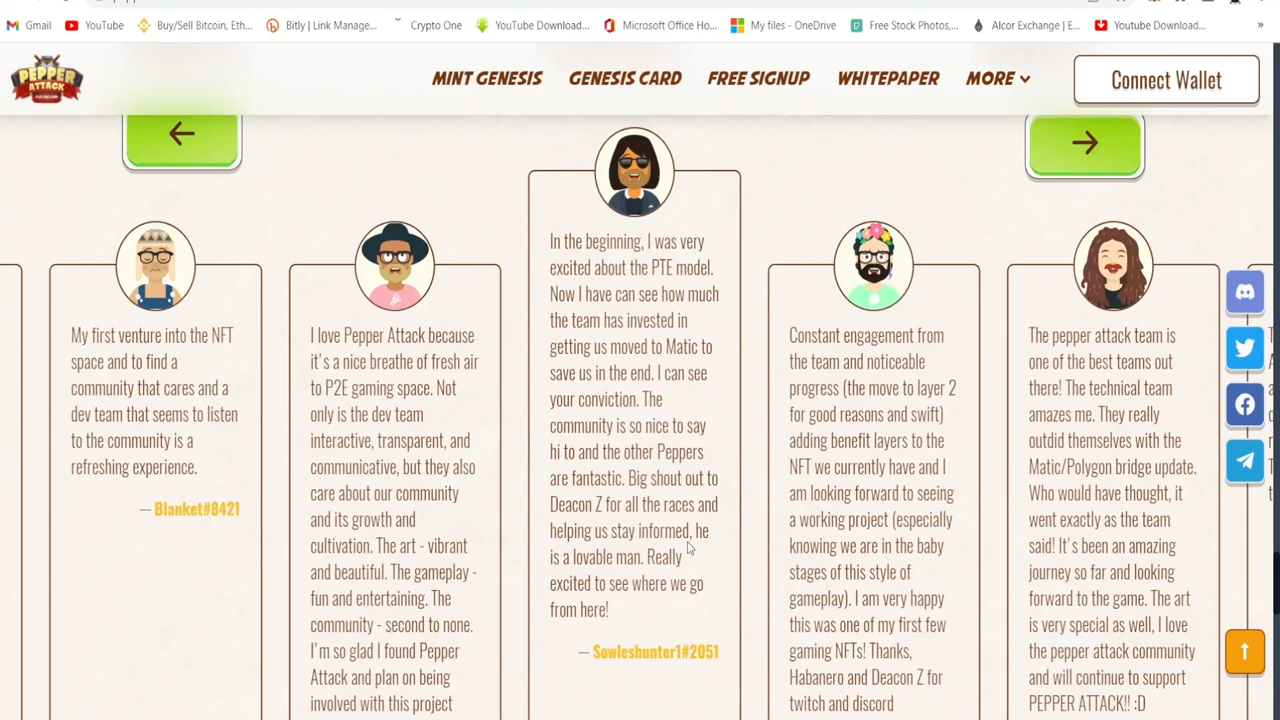 Gmail
YouTube
Buy/Sell Bitcoin, Eth...
Bitly | Link Manage...
Crypto One
YouTube Download...
Microsoft Office Ho...
My files - OneDrive
Free Stock Photos,...
Alcor Exchange | E...
Youtube Download...
»
PEPPER
ATTACK
MINT GENESIS
GENESIS CARD
FREE SIGNUP
WHITEPAPER
MORE
Connect Wallet
My first venture into the NFT
space and to find a
community that cares and a
dev team that seems to listen
to the community is a
refreshing experience.
— Blanket#8421
I love Pepper Attack because
it's a nice breathe of fresh air
to P2E gaming space. Not
only is the dev team
interactive, transparent, and
communicative, but they also
care about our community
and its growth and
cultivation. The art - vibrant
and beautiful. The gameplay -
fun and entertaining. The
community - second to none.
I'm so glad I found Pepper
Attack and plan on being
involved with this project
In the beginning, I was very
excited about the PTE model.
Now I have can see how much
the team has invested in
getting us moved to Matic to
save us in the end. I can see
your conviction. The
community is so nice to say
hi to and the other Peppers
are fantastic. Big shout out to
Deacon Z for all the races and
helping us stay informed, he
is a lovable man. Really
excited to see where we go
from here!
— Sowleshunter1#2051
Constant engagement from
the team and noticeable
progress (the move to layer 2
for good reasons and swift)
adding benefit layers to the
NFT we currently have and I
am looking forward to seeing
a working project (especially
knowing we are in the baby
stages of this style of
gameplay). I am very happy
this was one of my first few
gaming NFTs! Thanks,
Habanero and Deacon Z for
twitch and discord
The pepper attack team is
one of the best teams out
there! The technical team
amazes me. They really
outdid themselves with the
Matic/Polygon bridge update.
Who would have thought, it
went exactly as the team
said! It's been an amazing
journey so far and looking
forward to the game. The art
is very special as well, I love
the pepper attack community
and will continue to support
PEPPER ATTACK!! :D